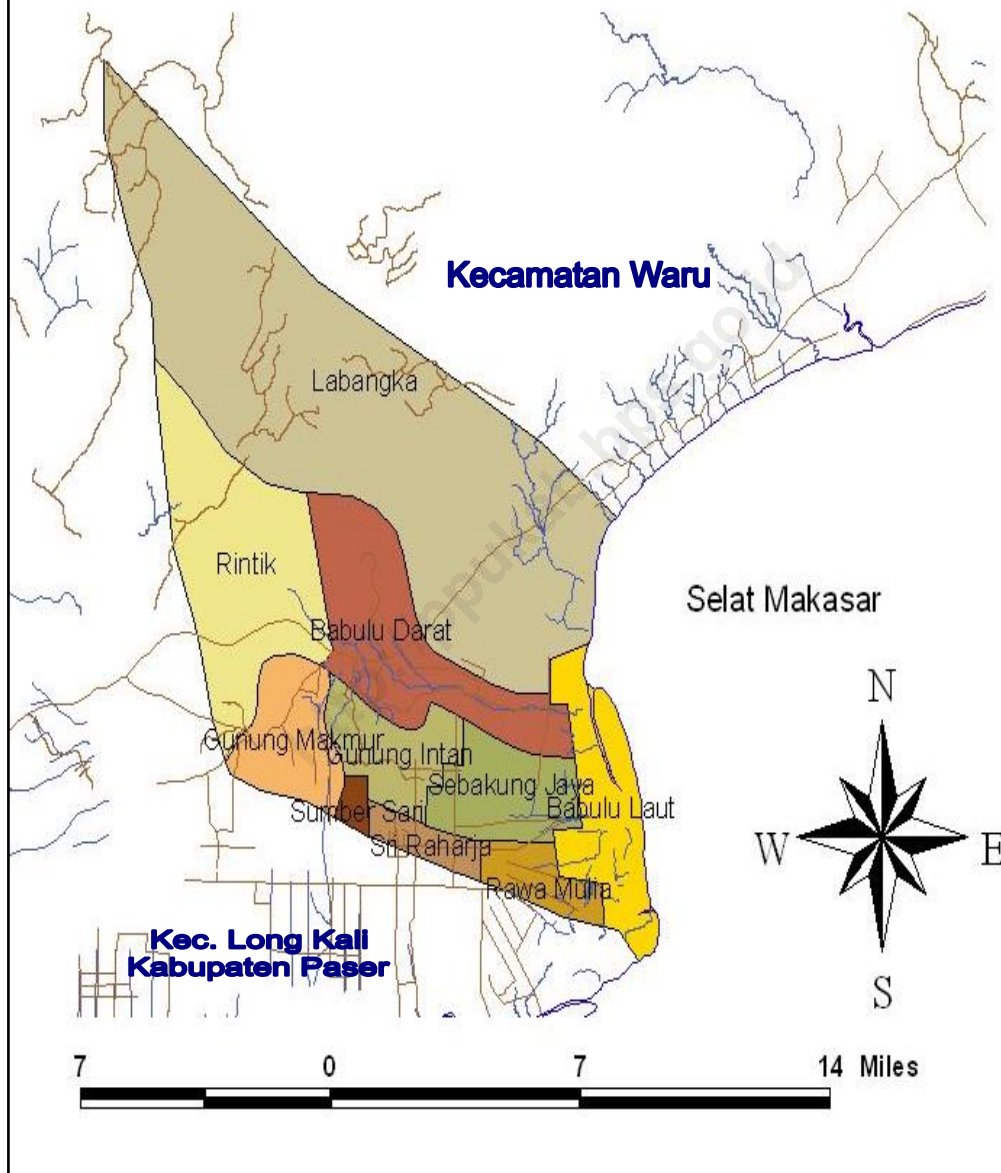 Kecamatan Waru
Labangka
Rintik
Selat Makasar
Babulu Darat
N
Gunung Makmur
Gunung Intan
Sebakung Jaya
Babulu Laut
Sumber Sari
Sri Raharja
W
E
Rawa Mulia
Kec. Long Kali
Kabupaten Paser
S
7 0 7 14 Miles